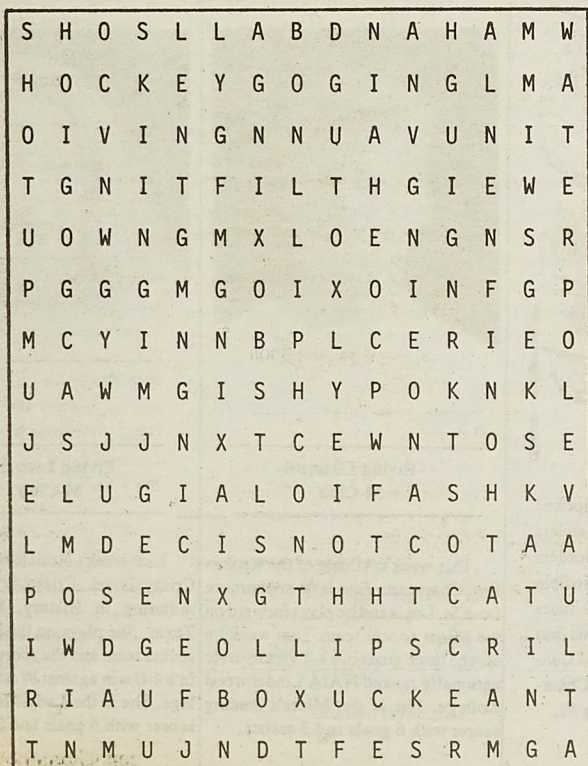 S H O S L L A B D N A H A M W
H O C K E Y G O G I N G L M A
O I V I N G N N U A V U N I T
T G N I T F I L T H G I E W E
U O W N G M X L O E N G N S R
P G G G M G O I X O I N F G P
M C Y I N N B P L C E R I E O
U A W M G I S H Y P O K N K L
J S J J N X T C E W N T O S E
E L U G I A L O I F A S H K V
L M D E C I S N O T C O T A A
P O S E N X G T H H T C A T U
I W D G E O L L I P S C R I L
R I A U F B O X U C K E A N T
T N M U J N D T F E S R M G A